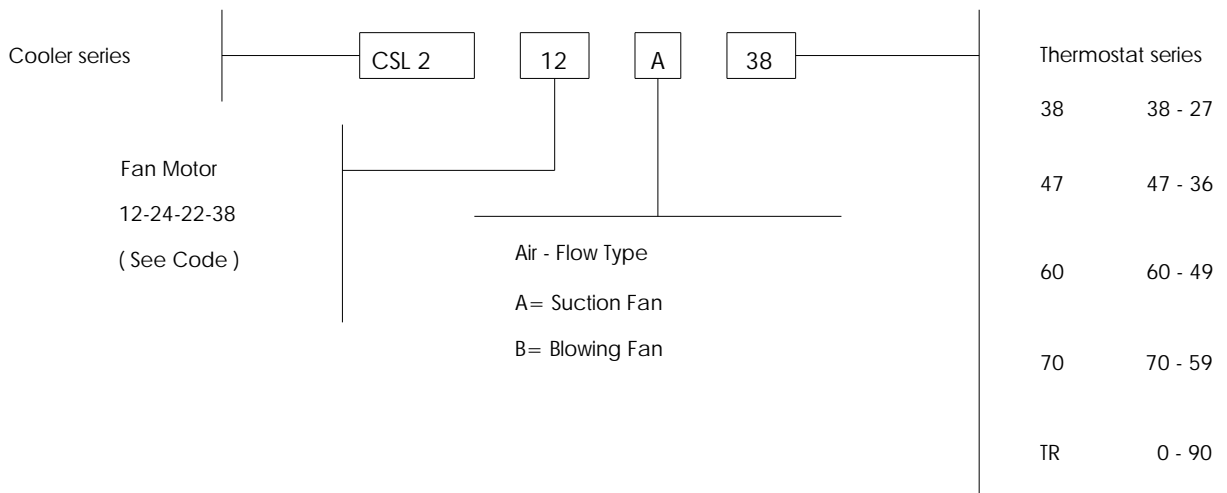 Cooler series
CSL 2
12
A
38
Fan Motor
12-24-22-38
( See Code )
Air - Flow Type
A= Suction Fan
B= Blowing Fan
Thermostat series
38 38 - 27
47 47 - 36
60 60 - 49
70 70 - 59
TR 0 - 90